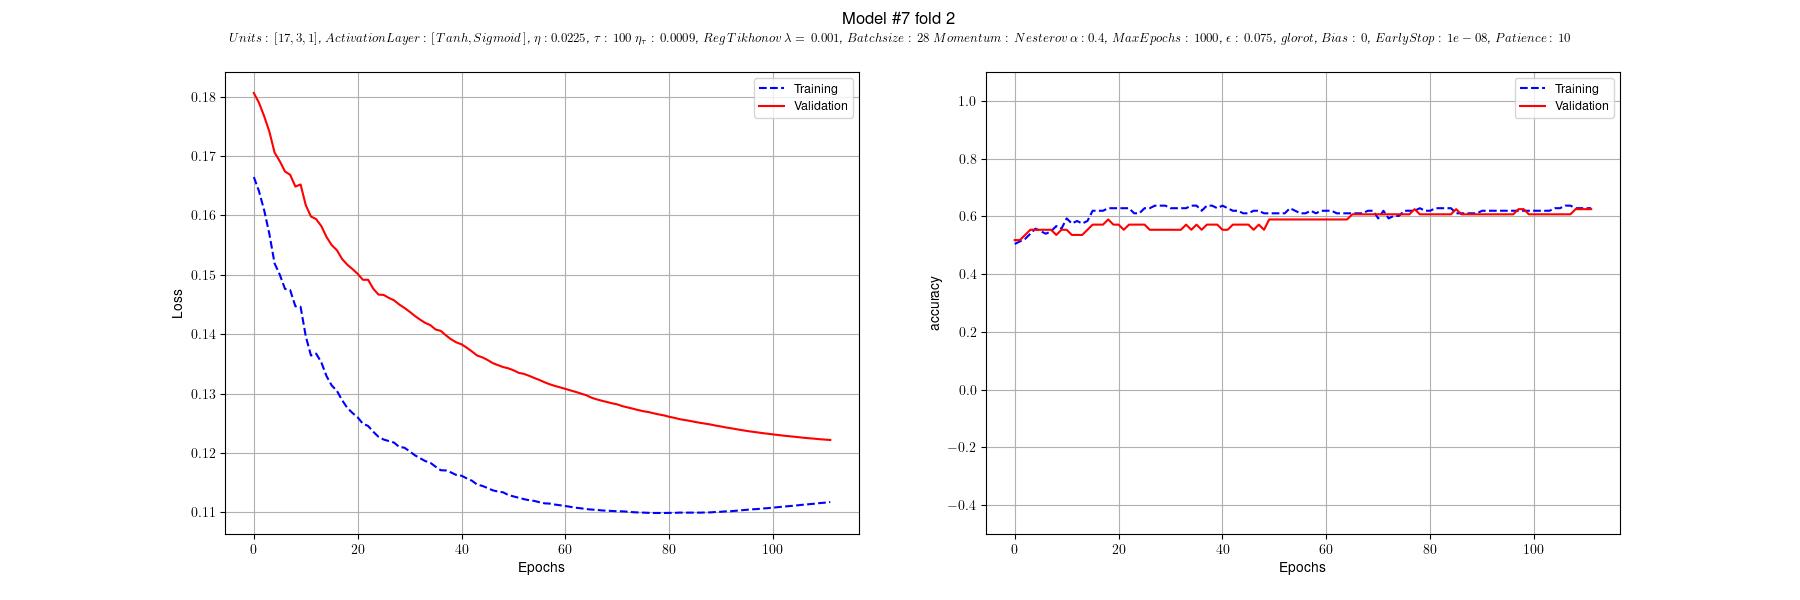 Model #7 fold 2
Units : [17, 3, 1], ActivationLayer : [Tanh, Sigmoid], η : 0.0225, τ : 100 ητ : 0.0009, RegTikhonov λ = 0.001, Batchsize : 28 Momentum : Nesterov α : 0.4, MaxEpochs : 1000, ϵ : 0.075, glorot, Bias : 0, EarlyStop : 1e − 08, Patience : 10
Training
Validation
0.18
0.17
0.16
0.15
0.14
0.13
0.12
0.11
Loss
0 20 40 60 80 100
Epochs
Training
Validation
1.0
0.8
0.6
0.4
0.2
0.0
−0.2
−0.4
accuracy
0 20 40 60 80 100
Epochs